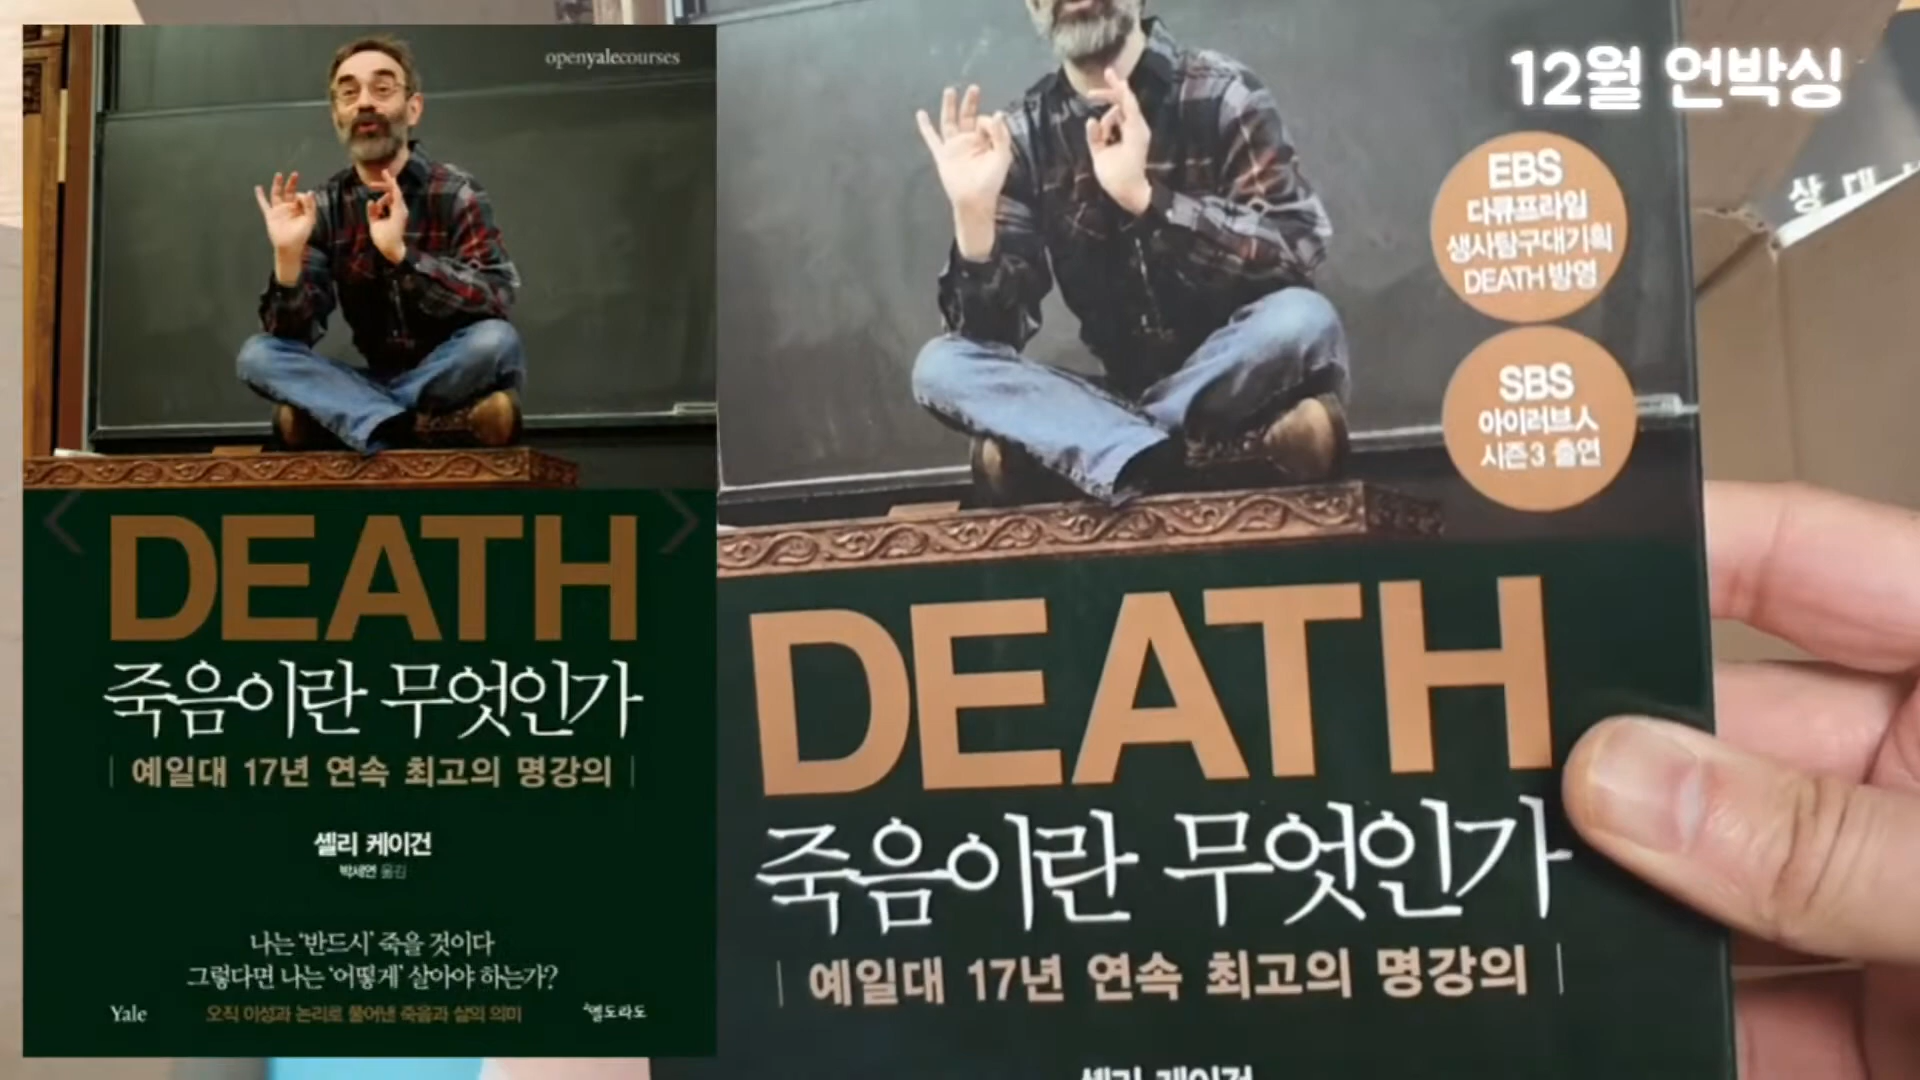 openyalecourses
DEATH
죽음이란 무엇인가
예일대 17년 연속 최고의 명강의
셸리 케이건
박세연 옮김
나는 ‘반드시’ 죽을 것이다
그렇다면 나는 ‘어떻게’ 살아야 하는가?
오직 이성과 논리로 풀어낸 죽음과 삶의 의미
Yale
엘도라도
12월 언박싱
EBS
다큐프라임
생사탐구대기획
DEATH 방영
SBS
아이러브人
시즌3 출연
DEATH
죽음이란 무엇인가
예일대 17년 연속 최고의 명강의
셸리 케이건